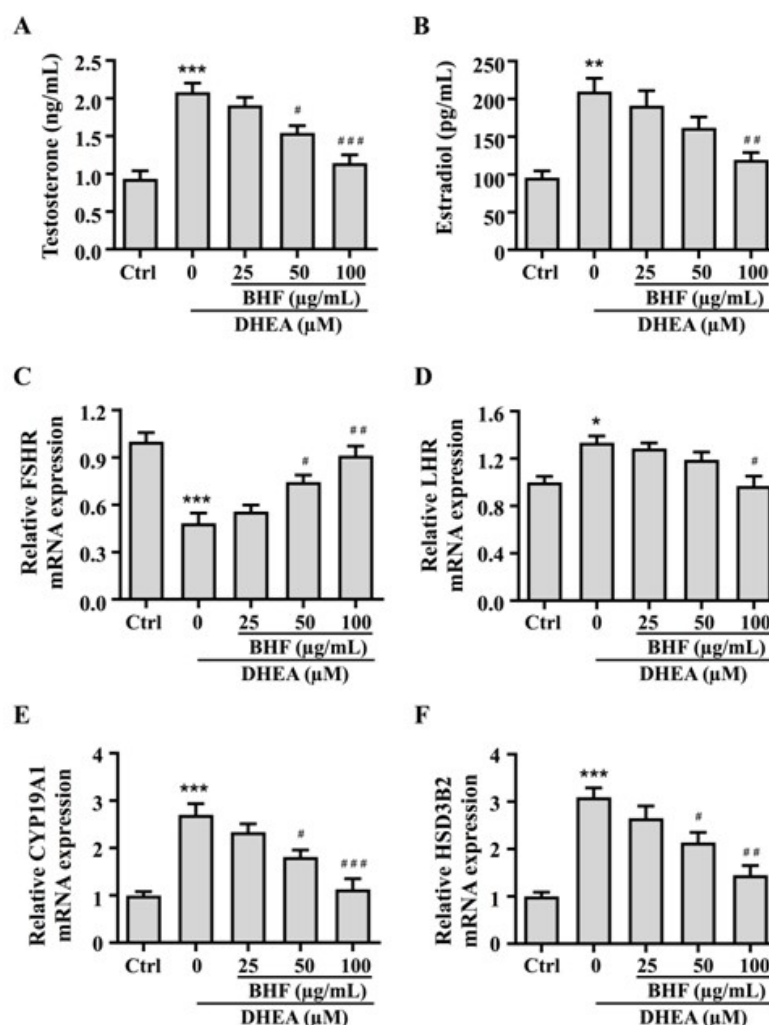 A
Testosterone (ng/mL)
2.5
2.0
1.5
1.0
0.5
0.0
***
#
###
Ctrl 0 25 50 100
BHF (μg/mL)
DHEA (μM)
B
Estradiol (pg/mL)
250
200
150
100
50
0
**
##
Ctrl 0 25 50 100
BHF (μg/mL)
DHEA (μM)
C
Relative FSHR
mRNA expression
1.2
0.9
0.6
0.3
0.0
***
#
##
Ctrl 0 25 50 100
BHF (μg/mL)
DHEA (μM)
D
Relative LHR
mRNA expression
1.6
1.2
0.8
0.4
0.0
*
#
Ctrl 0 25 50 100
BHF (μg/mL)
DHEA (μM)
E
Relative CYP19A1
mRNA expression
4
3
2
1
0
***
#
###
Ctrl 0 25 50 100
BHF (μg/mL)
DHEA (μM)
F
Relative HSD3B2
mRNA expression
4
3
2
1
0
***
#
##
Ctrl 0 25 50 100
BHF (μg/mL)
DHEA (μM)